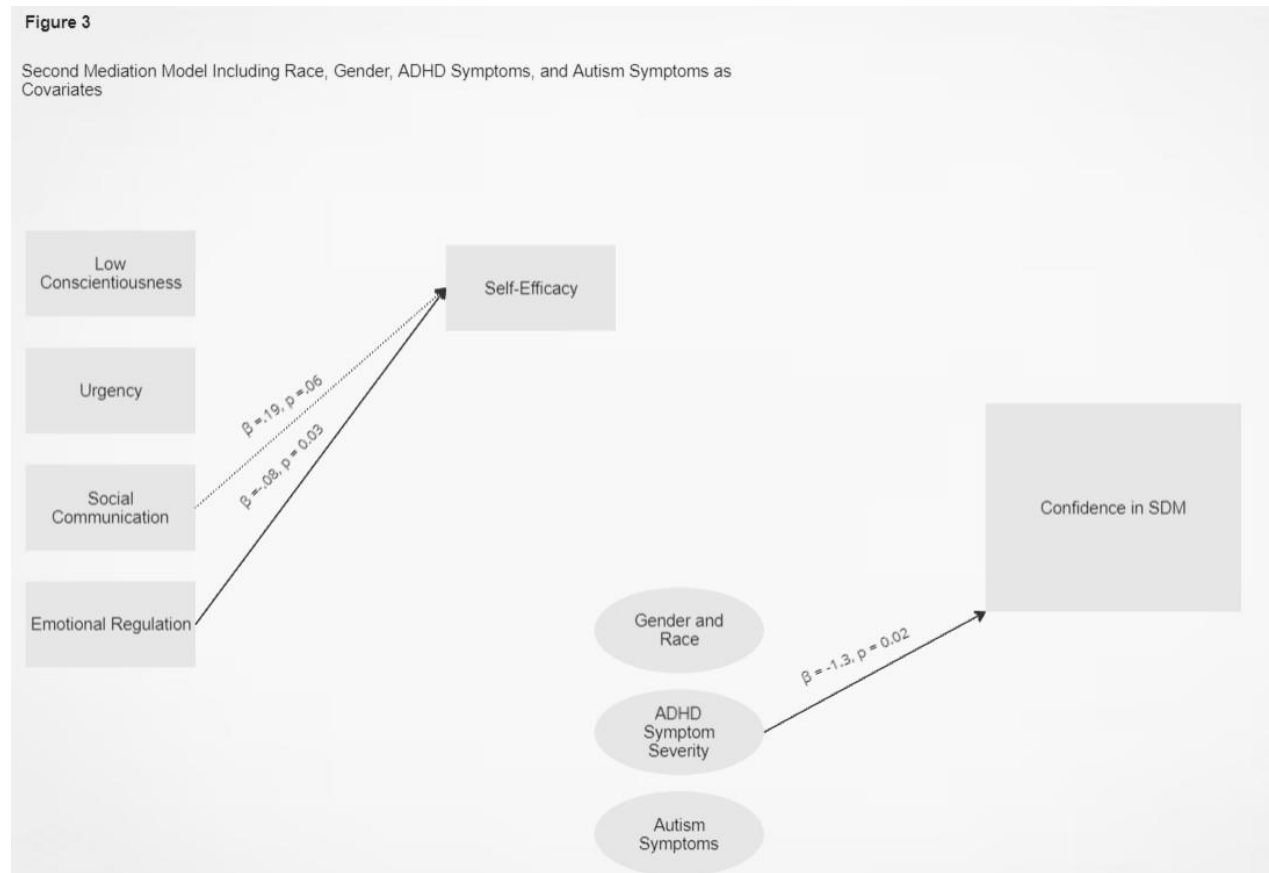 Figure 3
Second Mediation Model Including Race, Gender, ADHD Symptoms, and Autism Symptoms as
Covariates
Low
Conscientiousness
Self-Efficacy
Urgency
β =.19, p =.06
β =-.08, p = 0.03
Social
Communication
Confidence in SDM
Emotional Regulation
Gender and
Race
β = -1.3, p = 0.02
ADHD
Symptom
Severity
Autism
Symptoms